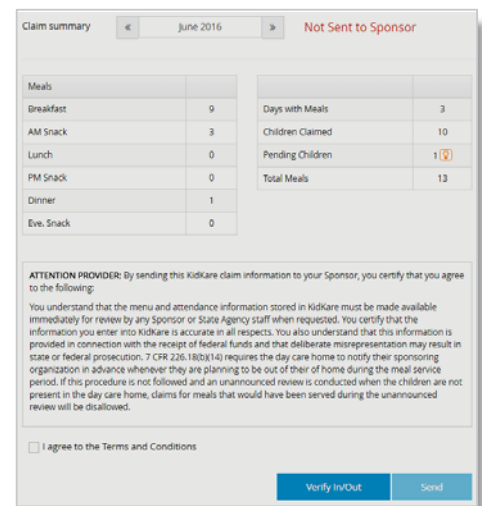 Claim summary « June 2016 » Not Sent to Sponsor
Meals
Breakfast 9 Days with Meals 3
AM Snack 3 Children Claimed 10
Lunch 0 Pending Children 1
PM Snack 0 Total Meals 13
Dinner 1
Eve. Snack 0
ATTENTION PROVIDER: By sending this KidKare claim information to your Sponsor, you certify that you agree
to the following:
You understand that the menu and attendance information stored in KidKare must be made available
immediately for review by any Sponsor or State Agency staff when requested. You certify that the
information you enter into KidKare is accurate in all respects. You also understand that this information is
provided in connection with the receipt of federal funds and that deliberate misrepresentation may result in
state or federal prosecution. 7 CFR 226.18(b)(14) requires the day care home to notify their sponsoring
organization in advance whenever they are planning to be out of their of home during the meal service
period. If this procedure is not followed and an unannounced review is conducted when the children are not
present in the day care home, claims for meals that would have been served during the unannounced
review will be disallowed.
I agree to the Terms and Conditions
Verify In/Out Send